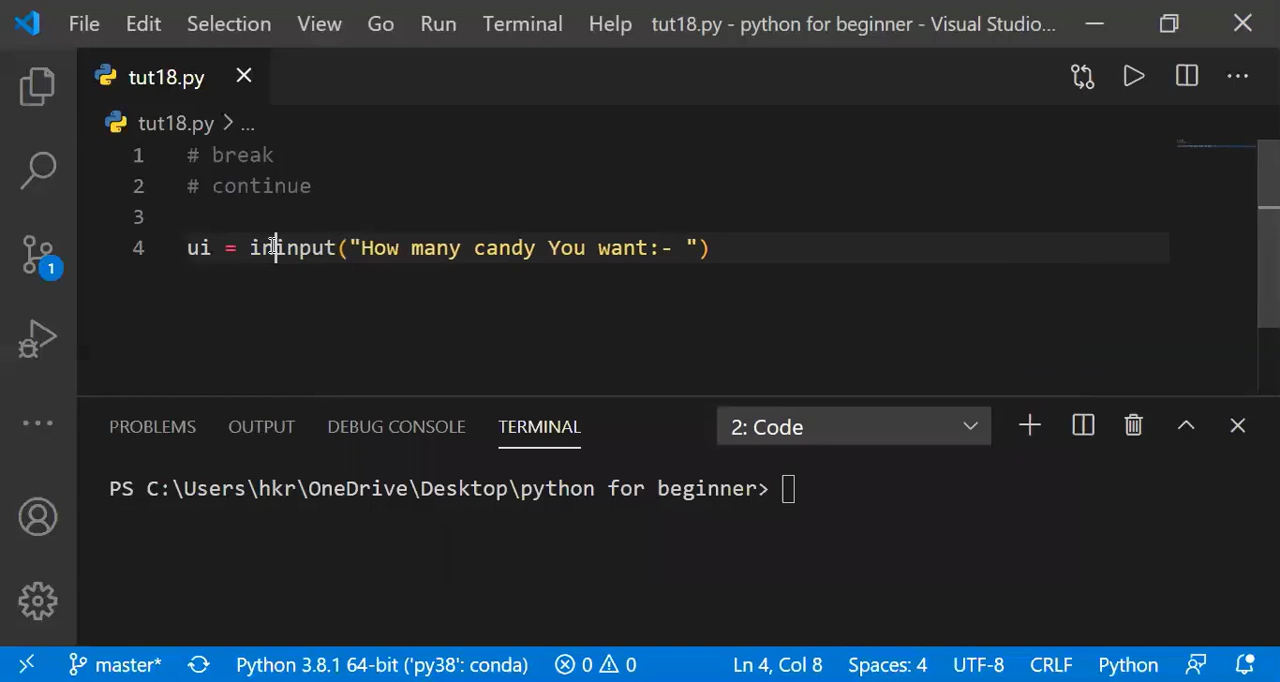 File Edit Selection View Go Run Terminal Help tut18.py - python for beginner - Visual Studio...
tut18.py
tut18.py > ...
1 # break
2 # continue
3
4 ui = ininput("How many candy You want:- ")
1
PROBLEMS OUTPUT DEBUG CONSOLE TERMINAL 2: Code
PS C:\Users\hkr\OneDrive\Desktop\python for beginner>
master* Python 3.8.1 64-bit ('py38': conda) 0 0 Ln 4, Col 8 Spaces: 4 UTF-8 CRLF Python